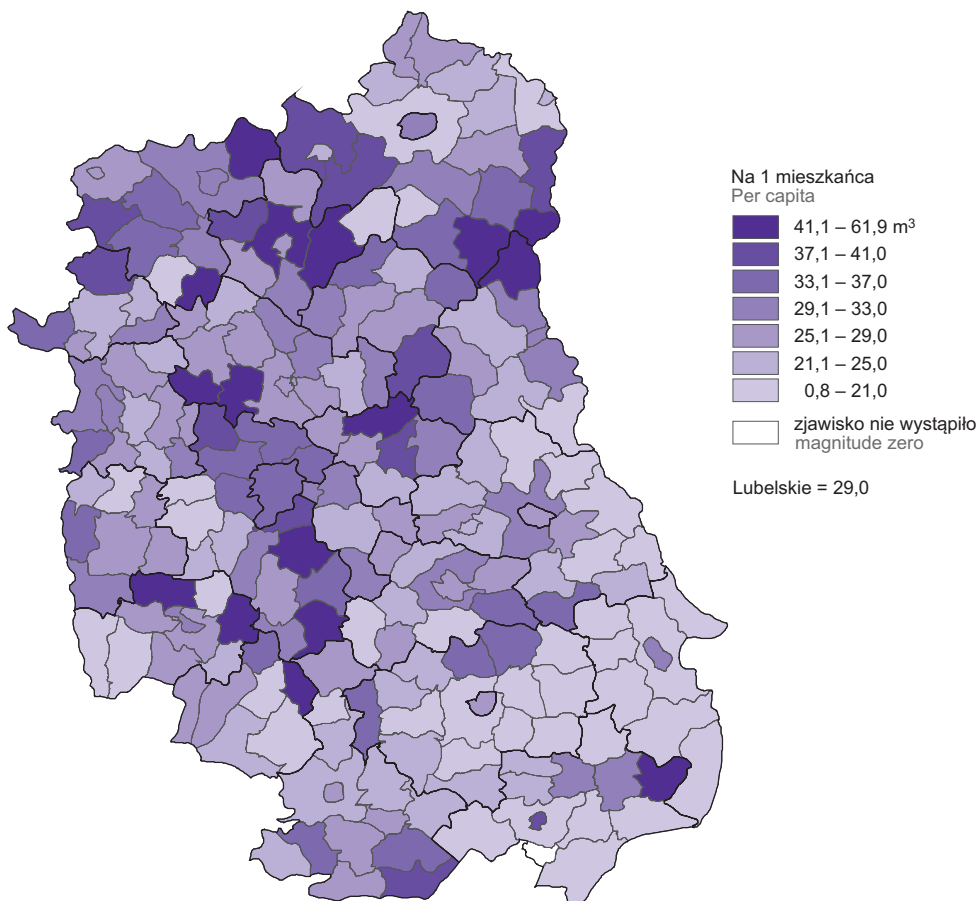 Na 1 mieszkańca
Per capita
41,1 – 61,9 m³
37,1 – 41,0
33,1 – 37,0
29,1 – 33,0
25,1 – 29,0
21,1 – 25,0
0,8 – 21,0
zjawisko nie wystąpiło
magnitude zero
Lubelskie = 29,0